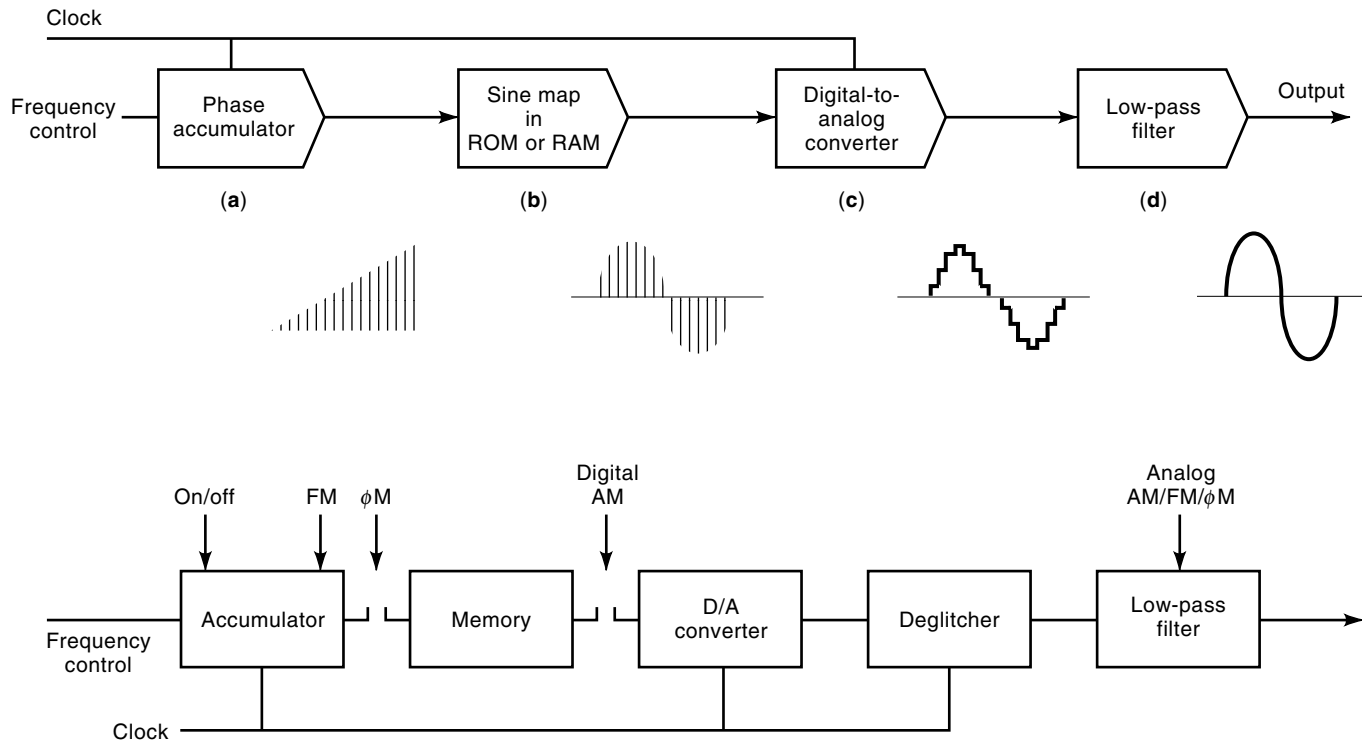 Clock
Frequency
control
Phase
accumulator
Sine map
in
ROM or RAM
Digital-to-
analog
converter
Low-pass
filter
Output
(a)
(b)
(c)
(d)
On/off
FM
ϕM
Digital
AM
Analog
AM/FM/ϕM
Frequency
control
Accumulator
Memory
D/A
converter
Deglitcher
Low-pass
filter
Clock